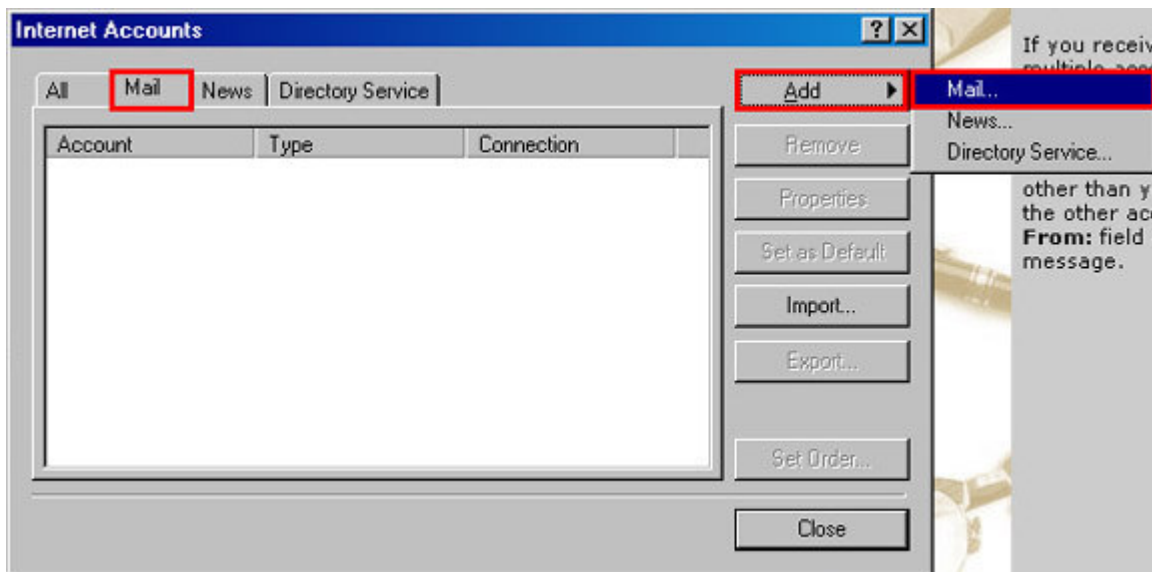 Internet Accounts
All Mail News Directory Service
Account Type Connection
Add
Remove
Properties
Set as Default
Import...
Export...
Set Order...
Close
Mail...
News...
Directory Service...
If you receiv
other than y
the other acc
From: field
message.